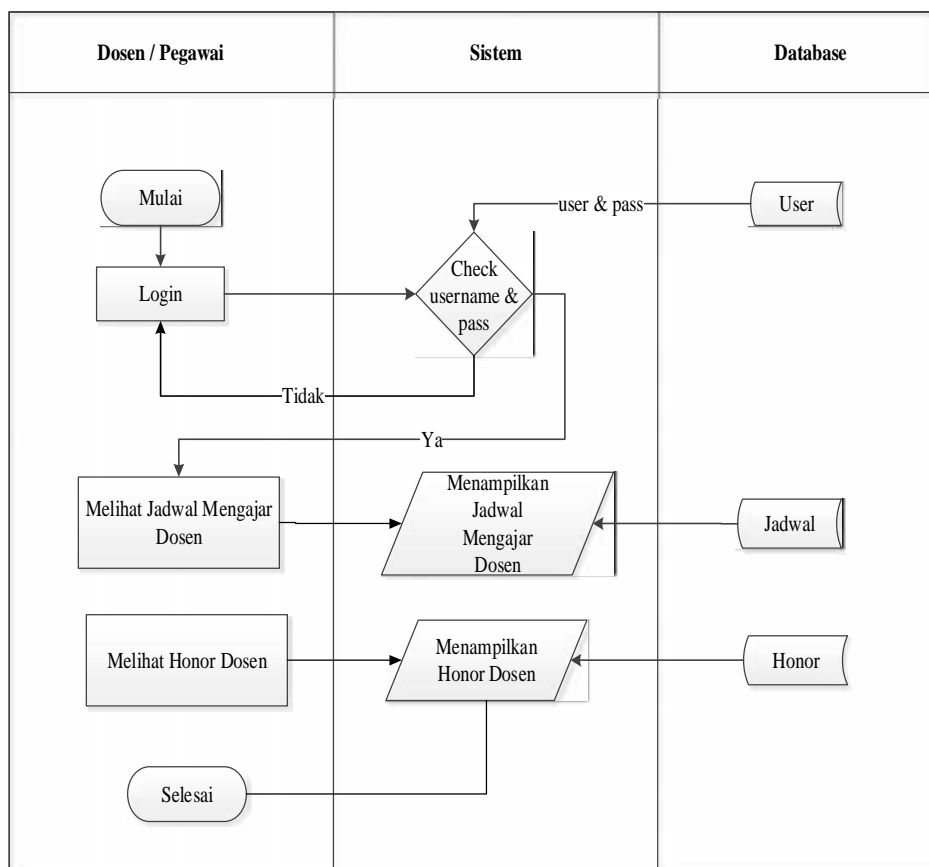 Dosen / Pegawai
Sistem
Database
Mulai
user & pass
User
Login
Check
username &
pass
Tidak
Ya
Melihat Jadwal Mengajar
Dosen
Menampilkan
Jadwal
Mengajar
Dosen
Jadwal
Melihat Honor Dosen
Menampilkan
Honor Dosen
Honor
Selesai